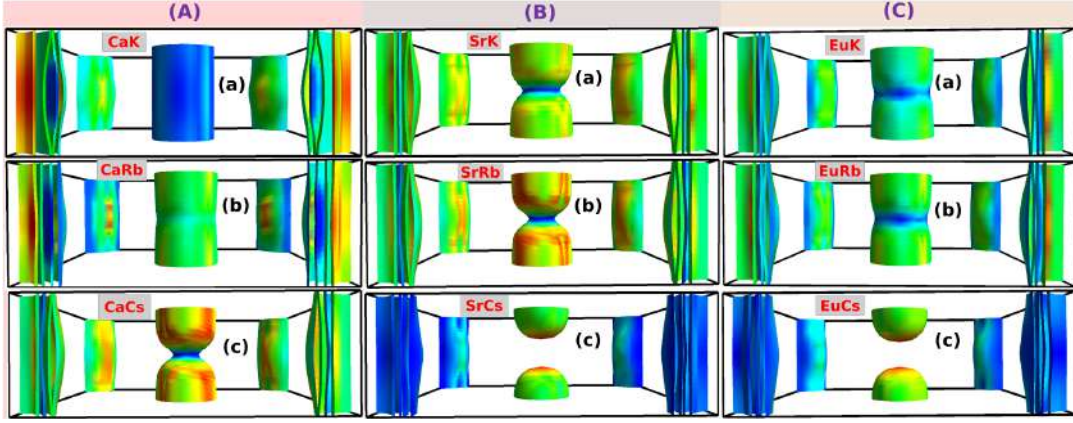 (A) (B) (C)
CaK SrK EuK
(a) (a) (a)
CaRb SrRb EuRb
(b) (b) (b)
CaCs SrCs EuCs
(c) (c) (c)